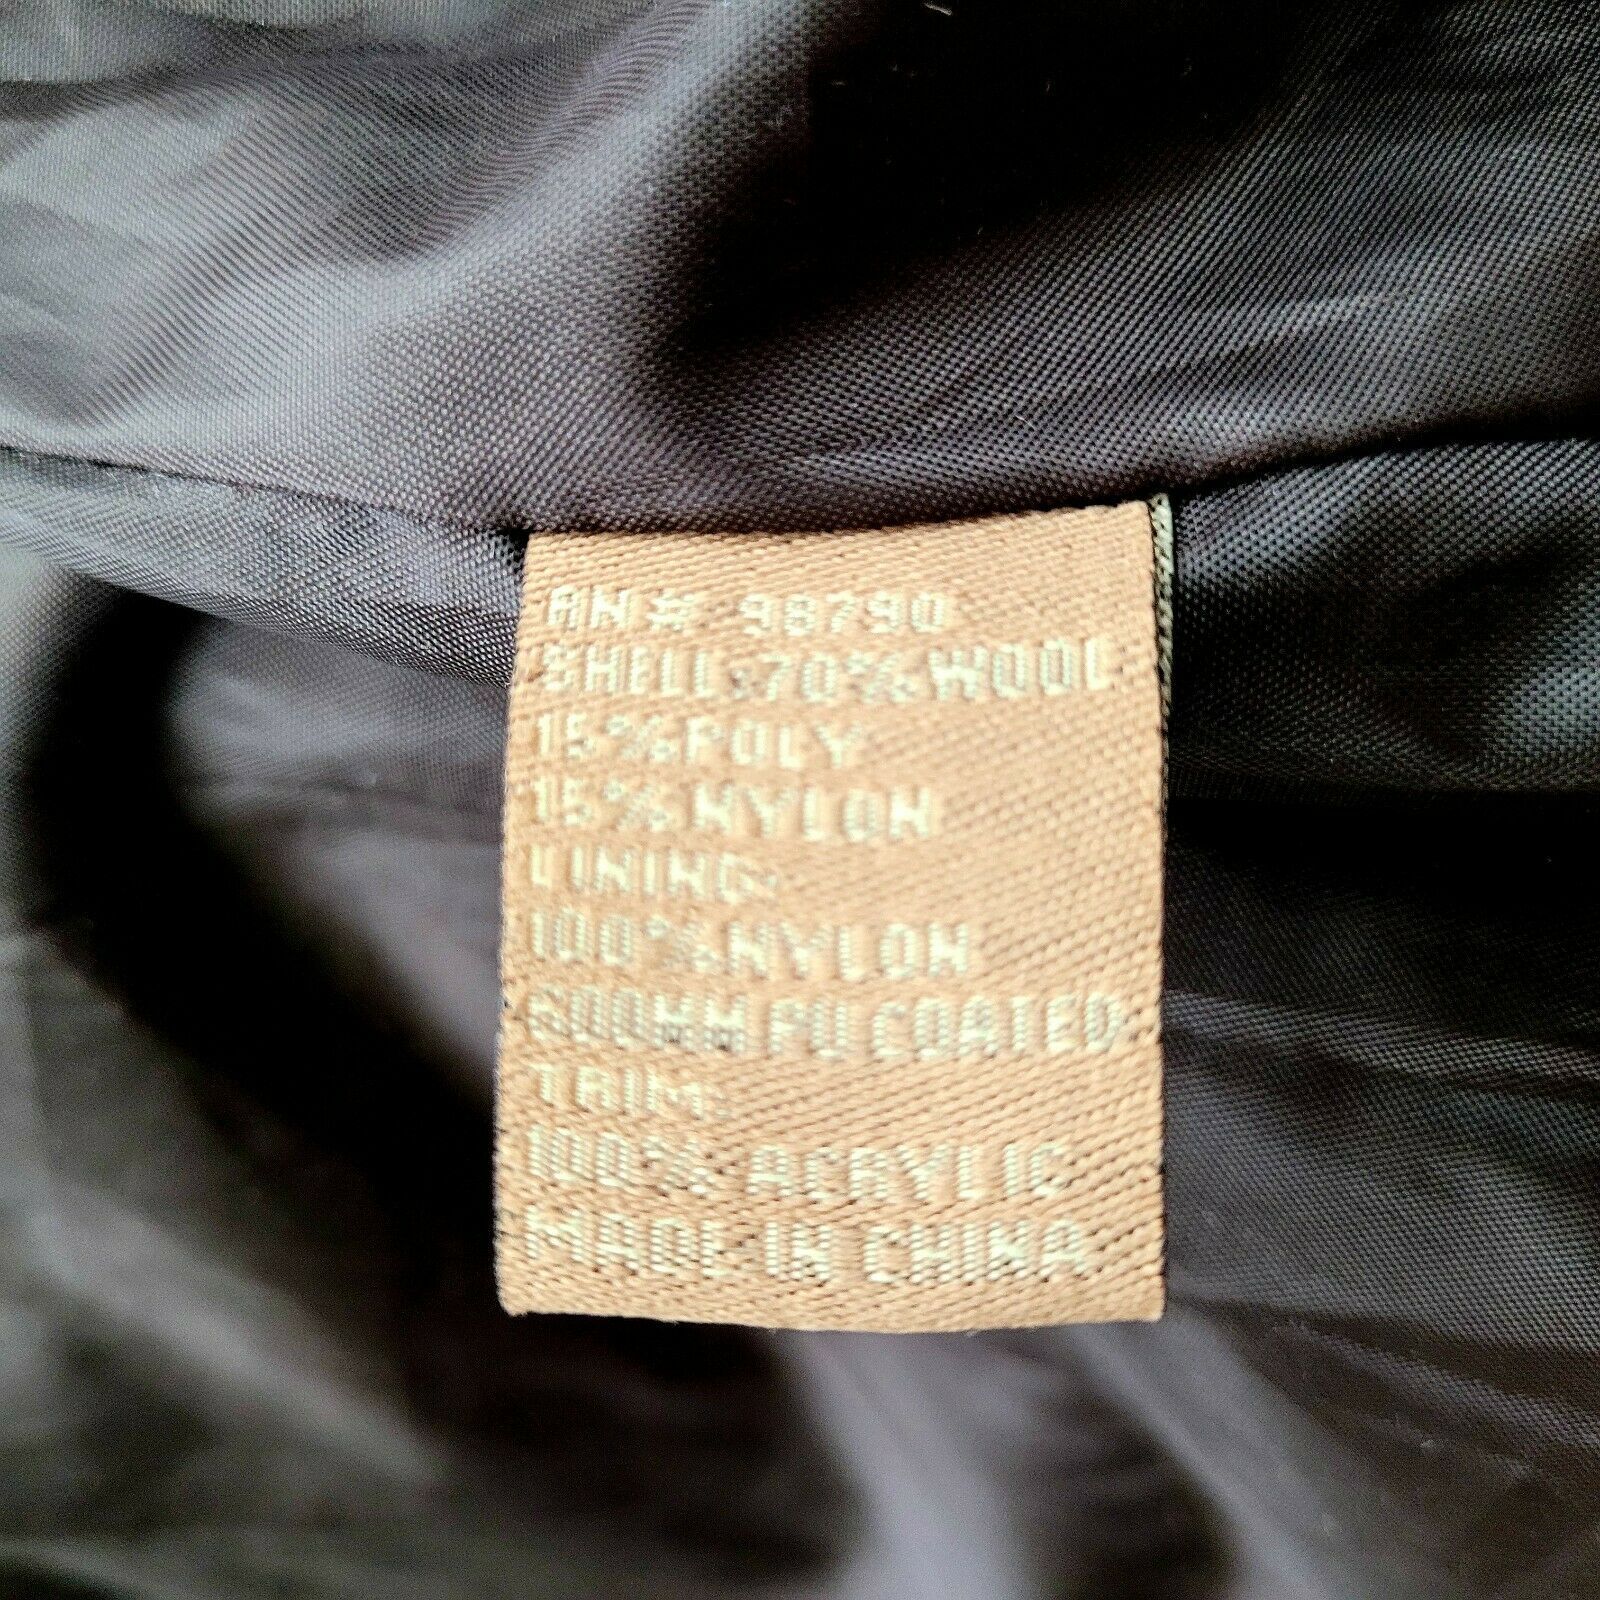 RN # 98790
SHELL:70% WOOL
15%POLY
15%NYLON
LINING:
100%NYLON
600MM PU COATED
TRIM:
100% ACRYLIC
MADE IN CHINA